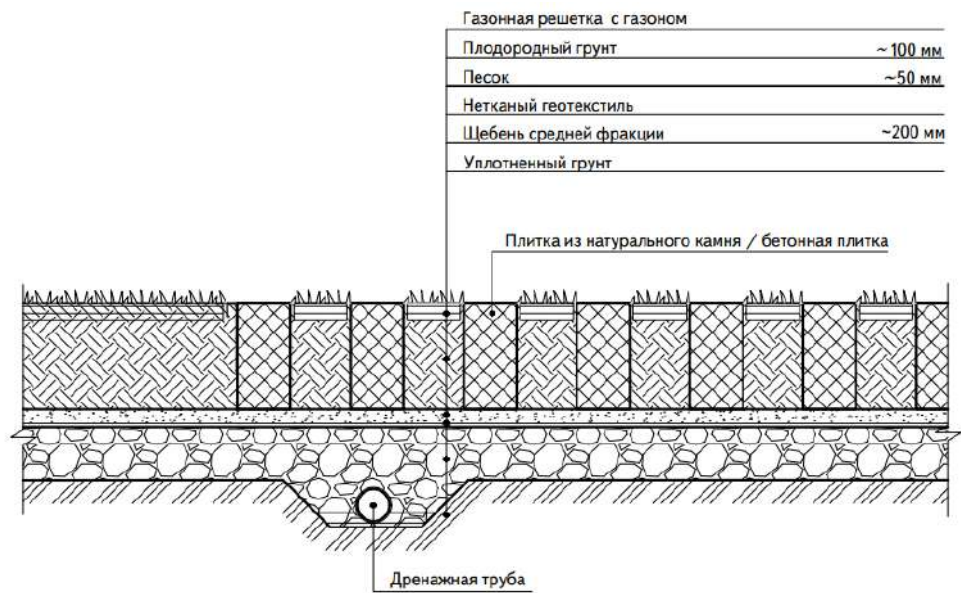 Газонная решетка с газоном
Плодородный грунт ~ 100 мм
Песок ~50 мм
Нетканый геотекстиль
Щебень средней фракции ~200 мм
Уплотненный грунт
Плитка из натурального камня / бетонная плитка
Дренажная труба